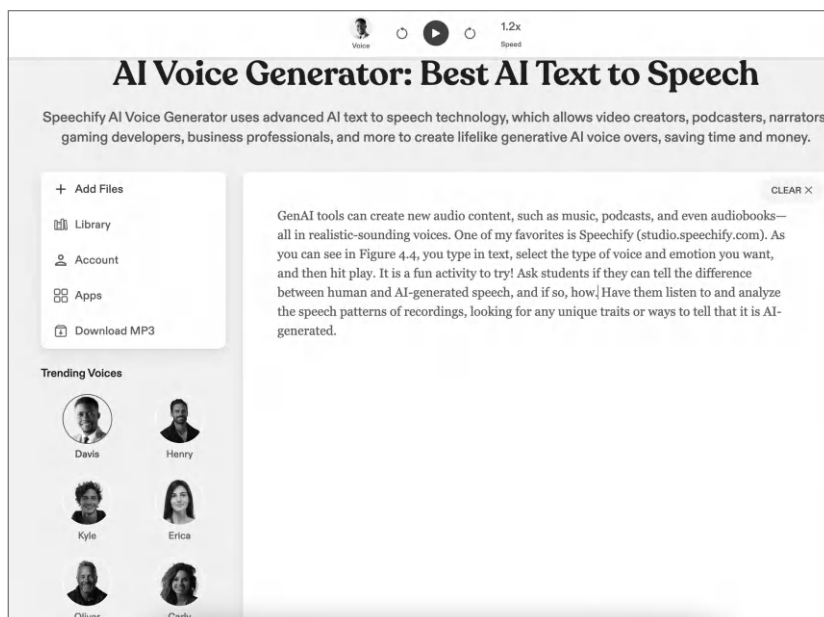 Voice
1.2x
Speed
AI Voice Generator: Best AI Text to Speech
Speechify AI Voice Generator uses advanced AI text to speech technology, which allows video creators, podcasters, narrators
gaming developers, business professionals, and more to create lifelike generative AI voice overs, saving time and money.
+ Add Files
Library
Account
Apps
Download MP3
CLEAR ×
GenAI tools can create new audio content, such as music, podcasts, and even audiobooks—
all in realistic-sounding voices. One of my favorites is Speechify (studio.speechify.com). As
you can see in Figure 4.4, you type in text, select the type of voice and emotion you want,
and then hit play. It is a fun activity to try! Ask students if they can tell the difference
between human and AI-generated speech, and if so, how. Have them listen to and analyze
the speech patterns of recordings, looking for any unique traits or ways to tell that it is AI-
generated.
Trending Voices
Davis
Henry
Kyle
Erica
Oliver
Carly